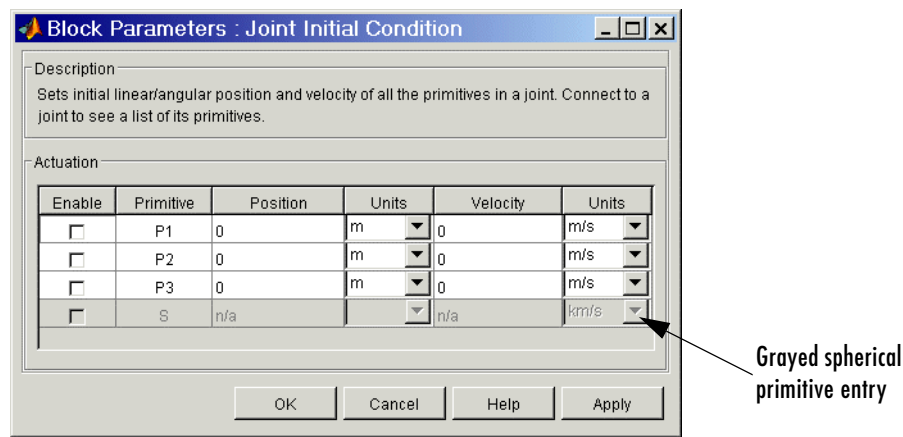 Block Parameters : Joint Initial Condition
Description
Sets initial linear/angular position and velocity of all the primitives in a joint. Connect to a
joint to see a list of its primitives.
Actuation
Enable Primitive Position Units Velocity Units
P1 0 m 0 m/s
P2 0 m 0 m/s
P3 0 m 0 m/s
S n/a n/a km/s
Grayed spherical
primitive entry
OK Cancel Help Apply